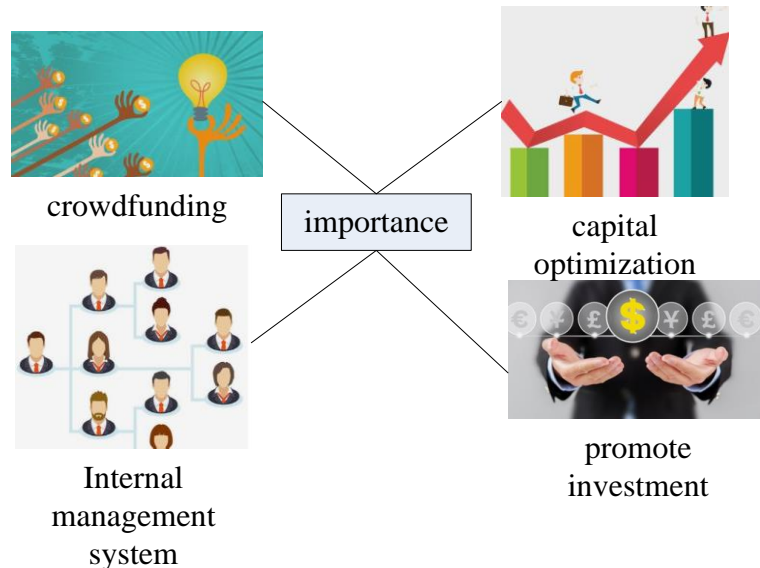 crowdfunding
importance
capital
optimization
Internal
management
system
€ ¥ £ $ ¥ £ €
promote
investment